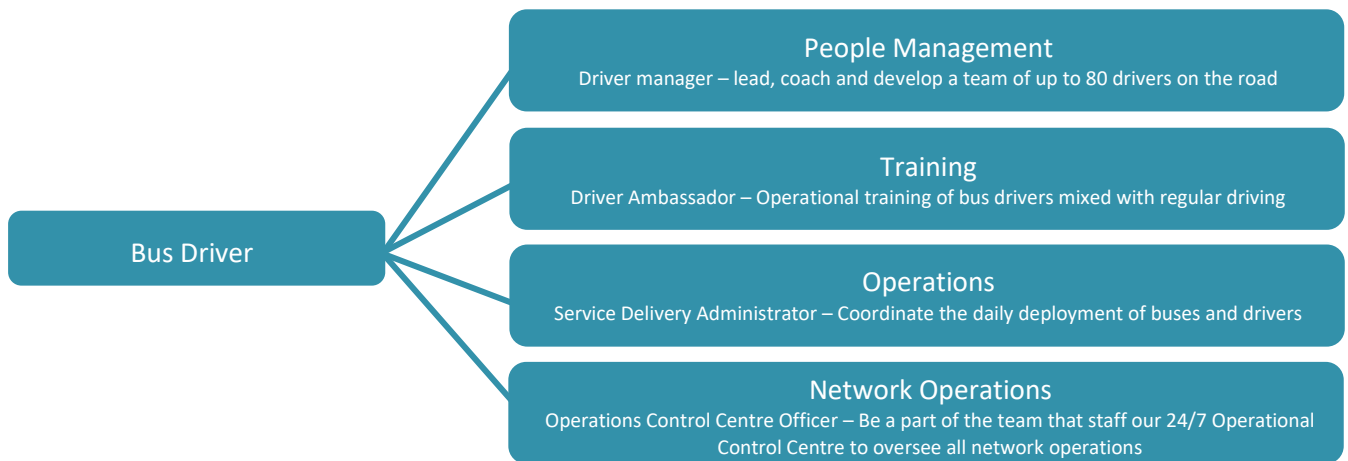 People Management
Driver manager – lead, coach and develop a team of up to 80 drivers on the road
Training
Driver Ambassador – Operational training of bus drivers mixed with regular driving
Bus Driver
Operations
Service Delivery Administrator – Coordinate the daily deployment of buses and drivers
Network Operations
Operations Control Centre Officer – Be a part of the team that staff our 24/7 Operational
Control Centre to oversee all network operations